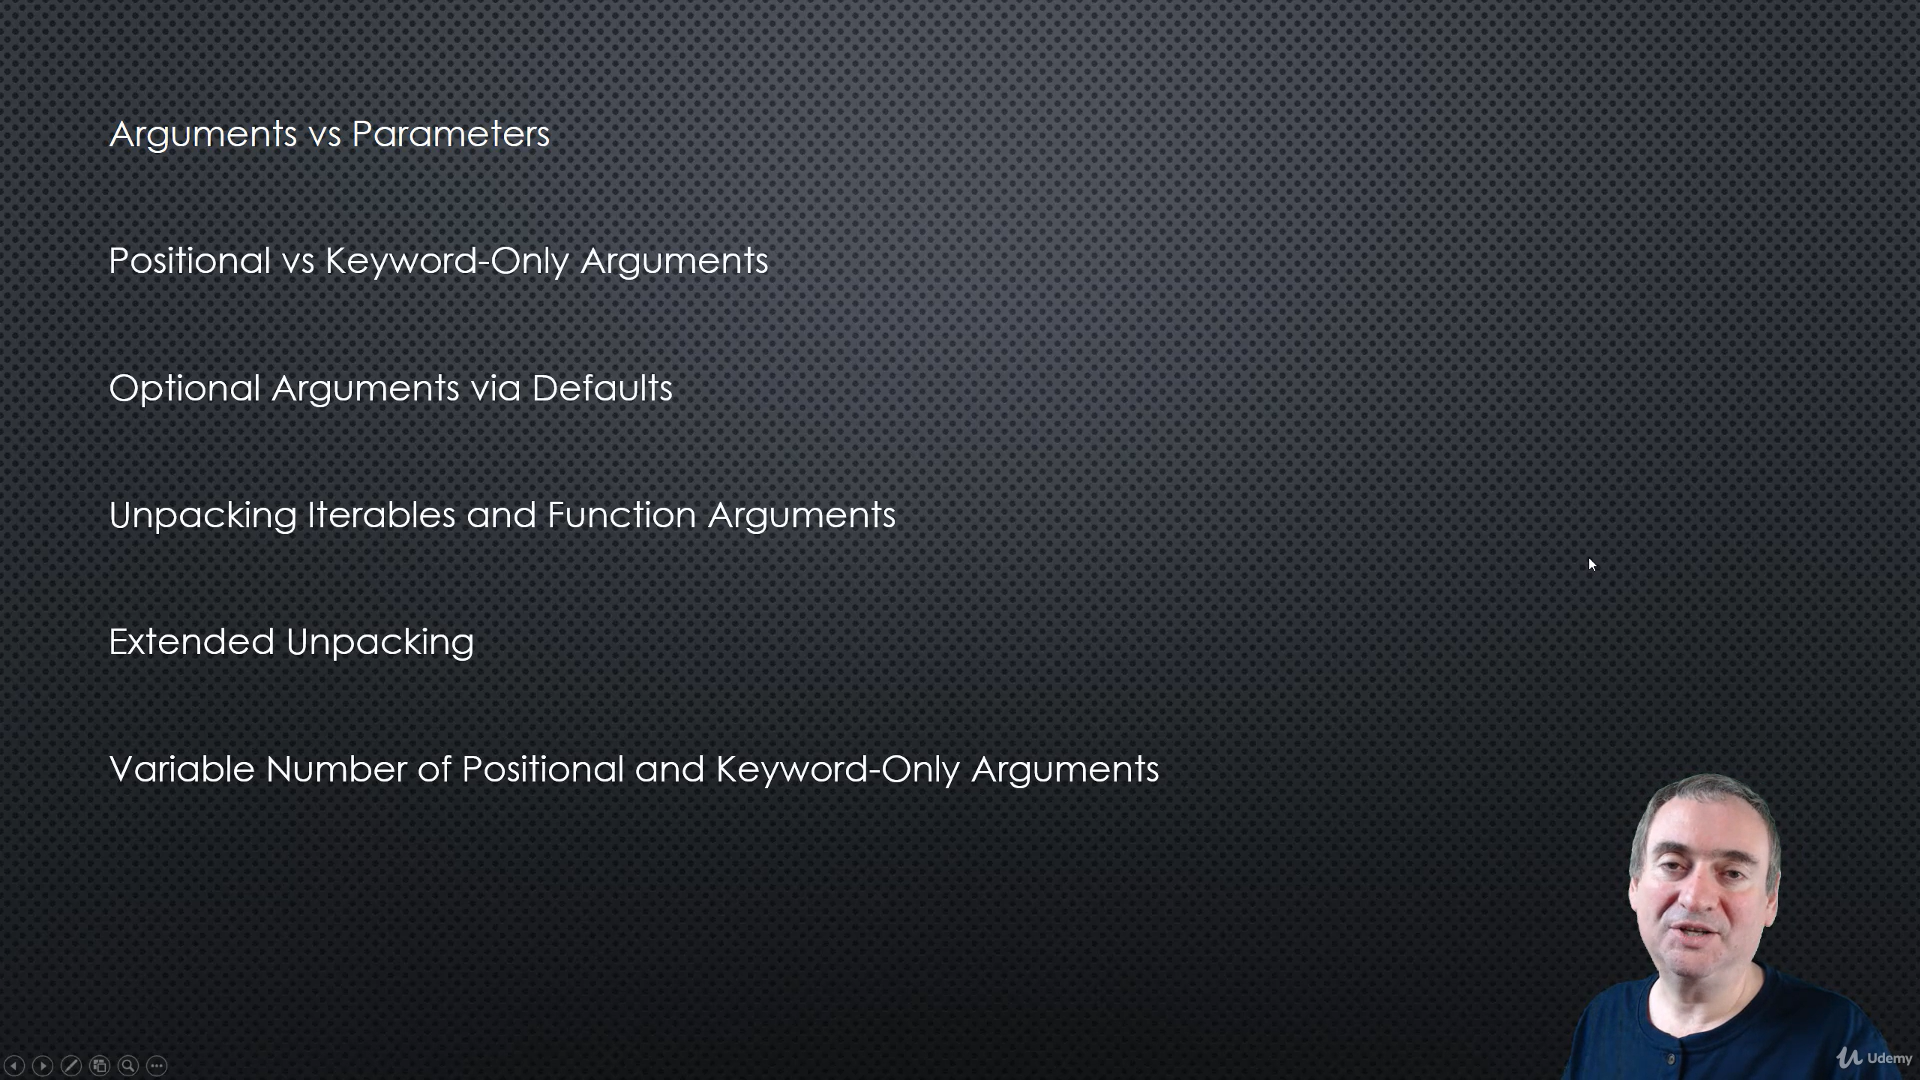 Arguments vs Parameters
Positional vs Keyword-Only Arguments
Optional Arguments via Defaults
Unpacking Iterables and Function Arguments
Extended Unpacking
Variable Number of Positional and Keyword-Only Arguments
Udemy